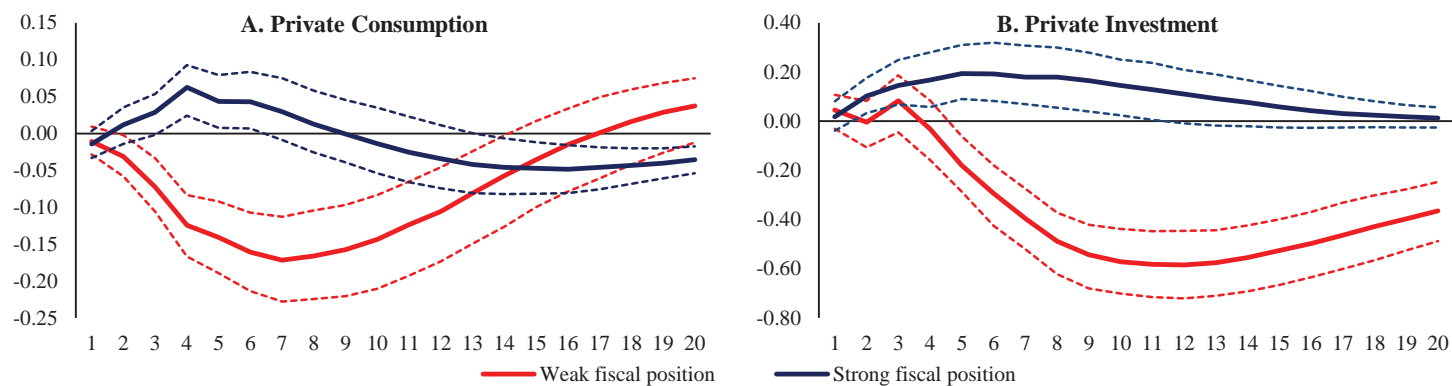 A. Private Consumption
0.15
0.10
0.05
0.00
-0.05
-0.10
-0.15
-0.20
-0.25
1 2 3 4 5 6 7 8 9 10 11 12 13 14 15 16 17 18 19 20
B. Private Investment
0.40
0.20
0.00
-0.20
-0.40
-0.60
-0.80
1 2 3 4 5 6 7 8 9 10 11 12 13 14 15 16 17 18 19 20
Weak fiscal position
Strong fiscal position